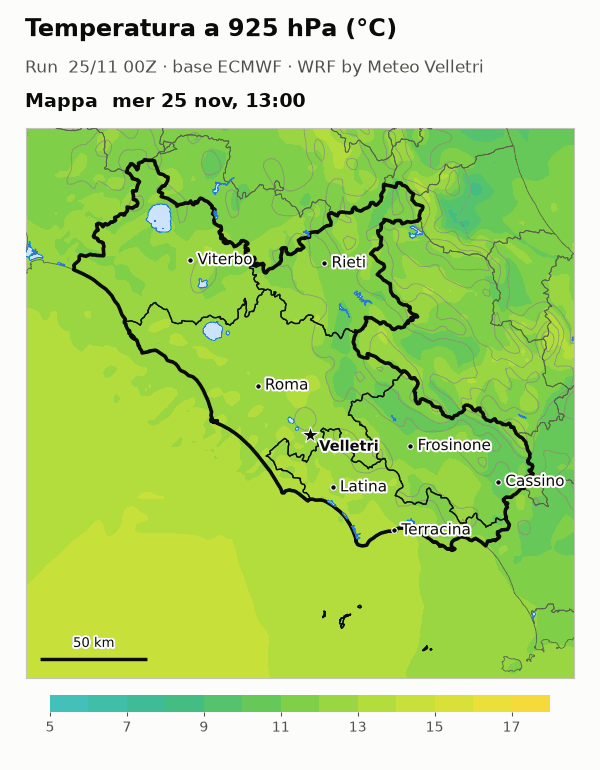 Temperatura a 925 hPa (°C)
Run  25/11 00Z · base ECMWF · WRF by Meteo Velletri
Mappa  mer 25 nov, 13:00
Viterbo
Rieti
Roma
Velletri
Frosinone
Latina
Cassino
Terracina
50 km
5 7 9 11 13 15 17